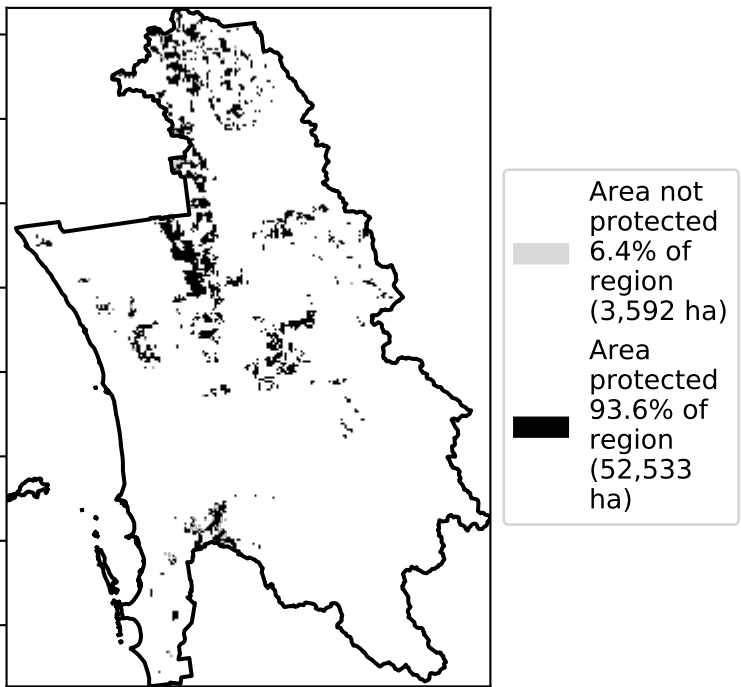 Area not
protected
6.4% of
region
(3,592 ha)
Area
protected
93.6% of
region
(52,533
ha)